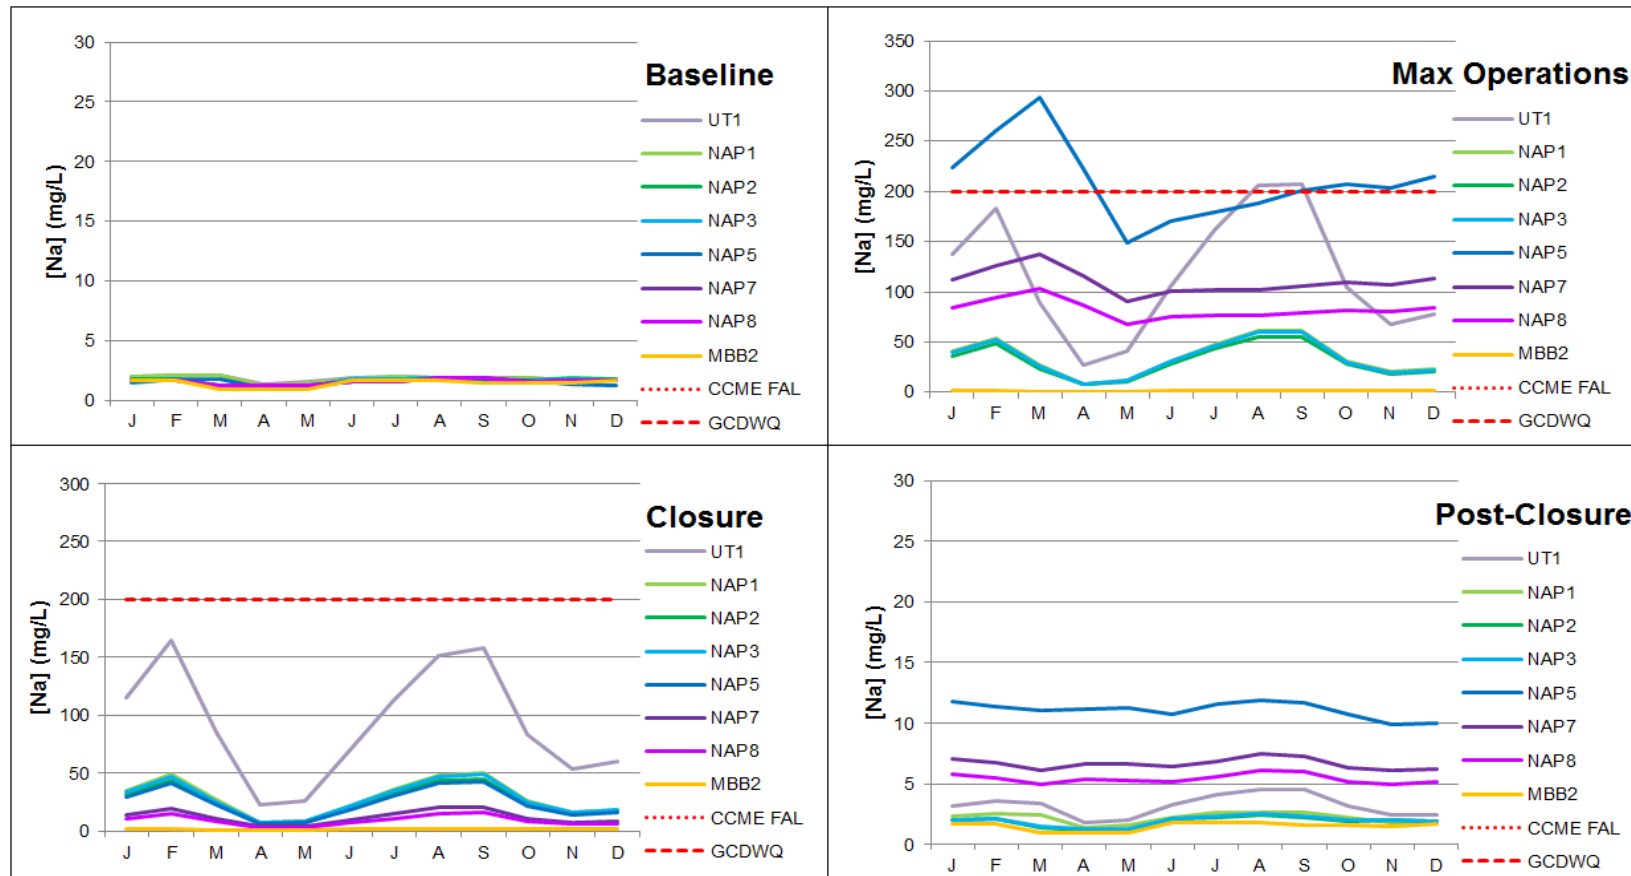 Baseline
[Na] (mg/L)
30
25
20
15
10
5
0
J F M A M J J A S O N D
UT1
NAP1
NAP2
NAP3
NAP5
NAP7
NAP8
MBB2
CCME FAL
GCDWQ
Max Operations
[Na] (mg/L)
350
300
250
200
150
100
50
0
J F M A M J J A S O N D
UT1
NAP1
NAP2
NAP3
NAP5
NAP7
NAP8
MBB2
CCME FAL
GCDWQ
Closure
[Na] (mg/L)
300
250
200
150
100
50
0
J F M A M J J A S O N D
UT1
NAP1
NAP2
NAP3
NAP5
NAP7
NAP8
MBB2
CCME FAL
GCDWQ
Post-Closure
[Na] (mg/L)
30
25
20
15
10
5
0
J F M A M J J A S O N D
UT1
NAP1
NAP2
NAP3
NAP5
NAP7
NAP8
MBB2
CCME FAL
GCDWQ